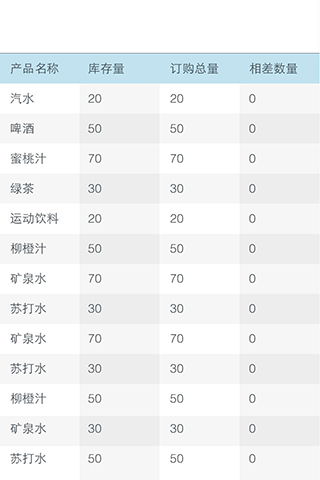 产品名称 库存量 订购总量 相差数量
汽水 20 20 0
啤酒 50 50 0
蜜桃汁 70 70 0
绿茶 30 30 0
运动饮料 20 20 0
柳橙汁 50 50 0
矿泉水 70 70 0
苏打水 30 30 0
矿泉水 70 70 0
苏打水 30 30 0
柳橙汁 50 50 0
矿泉水 30 30 0
苏打水 50 50 0